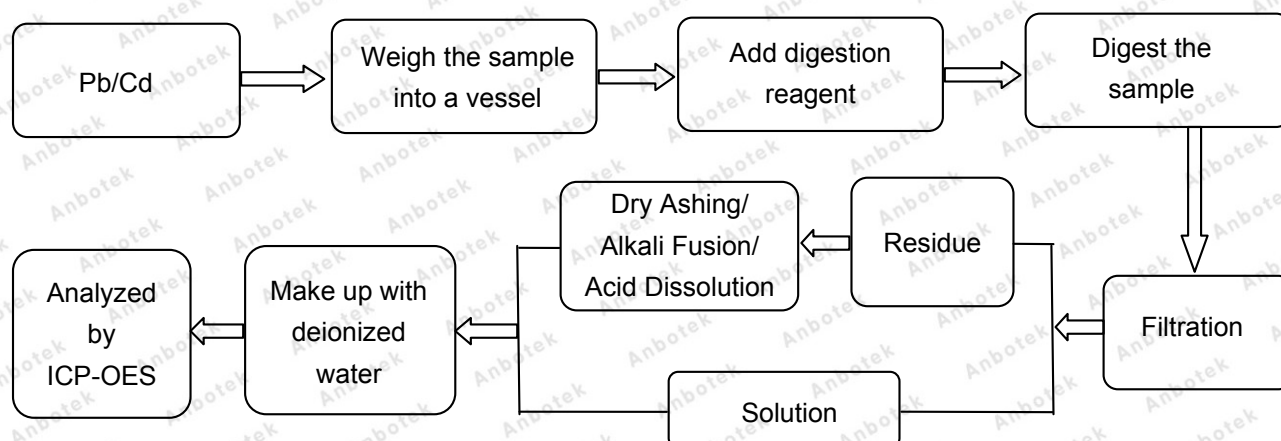 Pb/Cd
Weigh the sample
into a vessel
Add digestion
reagent
Digest the
sample
Filtration
Residue
Dry Ashing/
Alkali Fusion/
Acid Dissolution
Solution
Make up with
deionized
water
Analyzed
by
ICP-OES
Anbotek